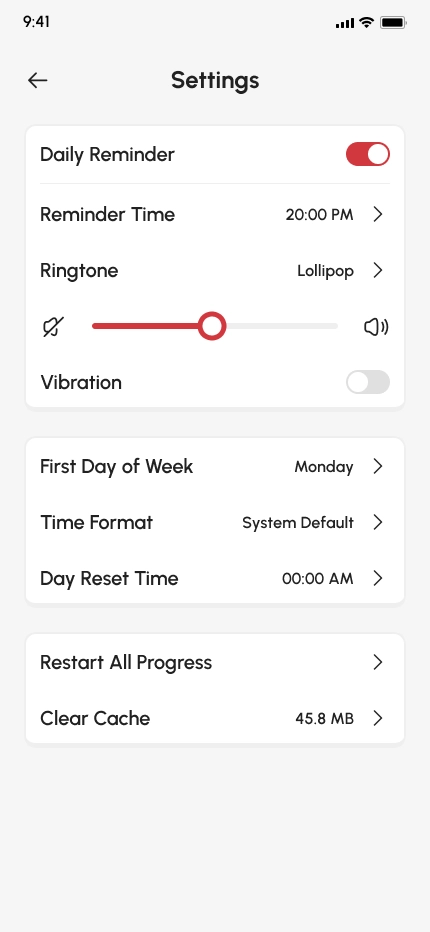 9:41
Settings
Daily Reminder
Reminder Time 20:00 PM
Ringtone Lollipop
Vibration
First Day of Week Monday
Time Format System Default
Day Reset Time 00:00 AM
Restart All Progress
Clear Cache 45.8 MB